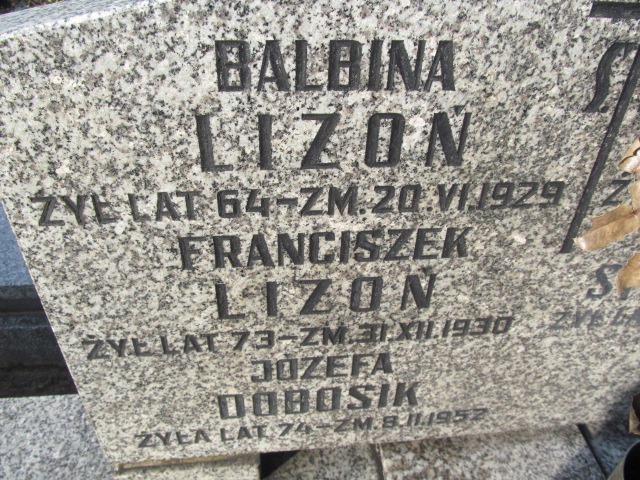 BALBINA
LIZOŃ
ŻYŁ LAT 64-ZM. 20.VI.1929
FRANCISZEK
LIZOŃ
ŻYŁ LAT 73-ZM. 31.XII.1930
JÓZEFA
DOBOSIK
ŻYŁA LAT 74-ZM. 8.II.1957